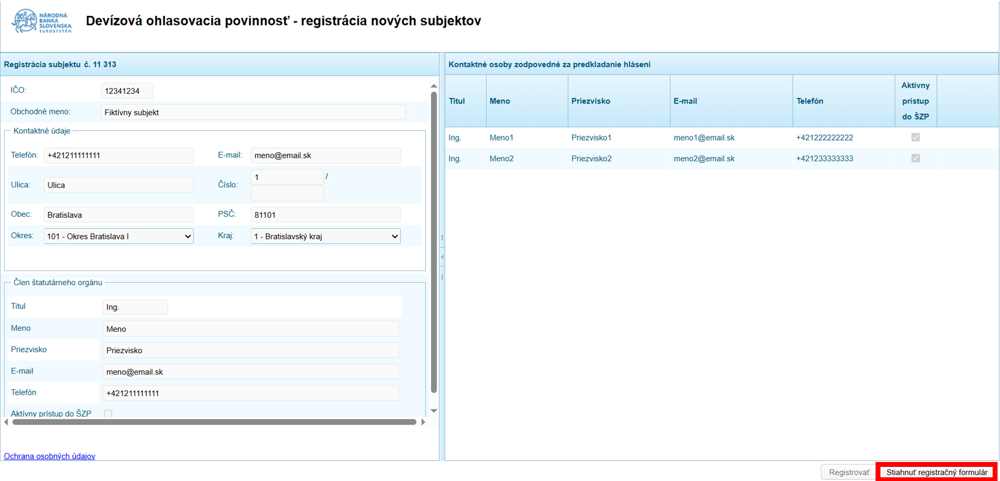 NÁRODNÁ
BANKA
SLOVENSKA
EUROSYSTÉM
Devízová ohlasovacia povinnosť - registrácia nových subjektov
Registrácia subjektu č. 11 313
IČO: 12341234
Obchodné meno: Fiktívny subjekt
Kontaktné údaje
Telefón: +421211111111 E-mail: meno@email.sk
Ulica: Ulica Číslo: 1 /
Obec: Bratislava PSČ: 81101
Okres: 101 - Okres Bratislava I Kraj: 1 - Bratislavský kraj
Člen štatutárneho orgánu
Titul Ing.
Meno Meno
Priezvisko Priezvisko
E-mail meno@email.sk
Telefón +421211111111
Aktívny prístup do ŠZP
Ochrana osobných údajov
Kontaktné osoby zodpovedné za predkladanie hlásení
Titul Meno Priezvisko E-mail Telefón Aktívny prístup do ŠZP
Ing. Meno1 Priezvisko1 meno1@email.sk +421222222222
Ing. Meno2 Priezvisko2 meno2@email.sk +421233333333
Registrovať Stiahnuť registračný formulár